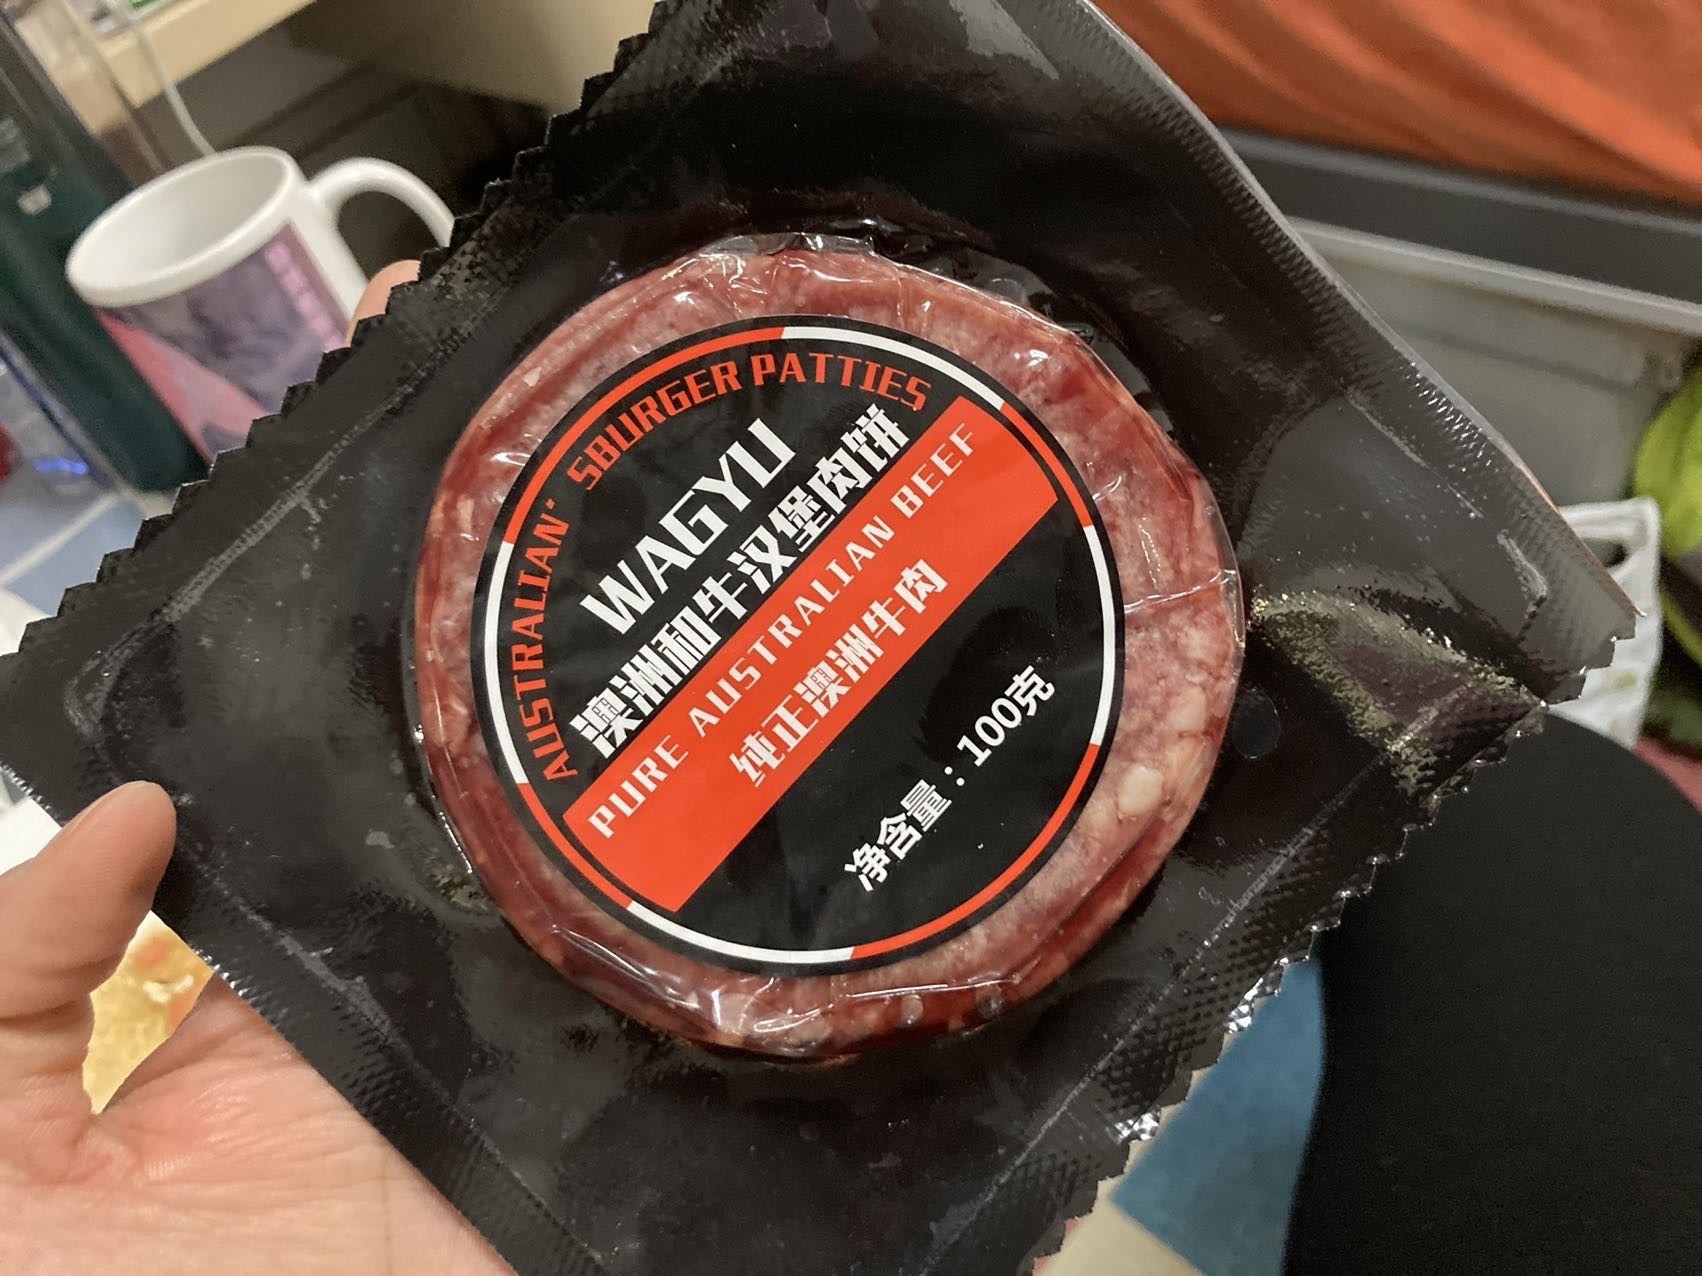 AUSTRALIAN' SBURGER PATTIES
WAGYU
澳洲和牛汉堡肉饼
PURE AUSTRALIAN BEEF
纯正澳洲牛肉
净含量：100克